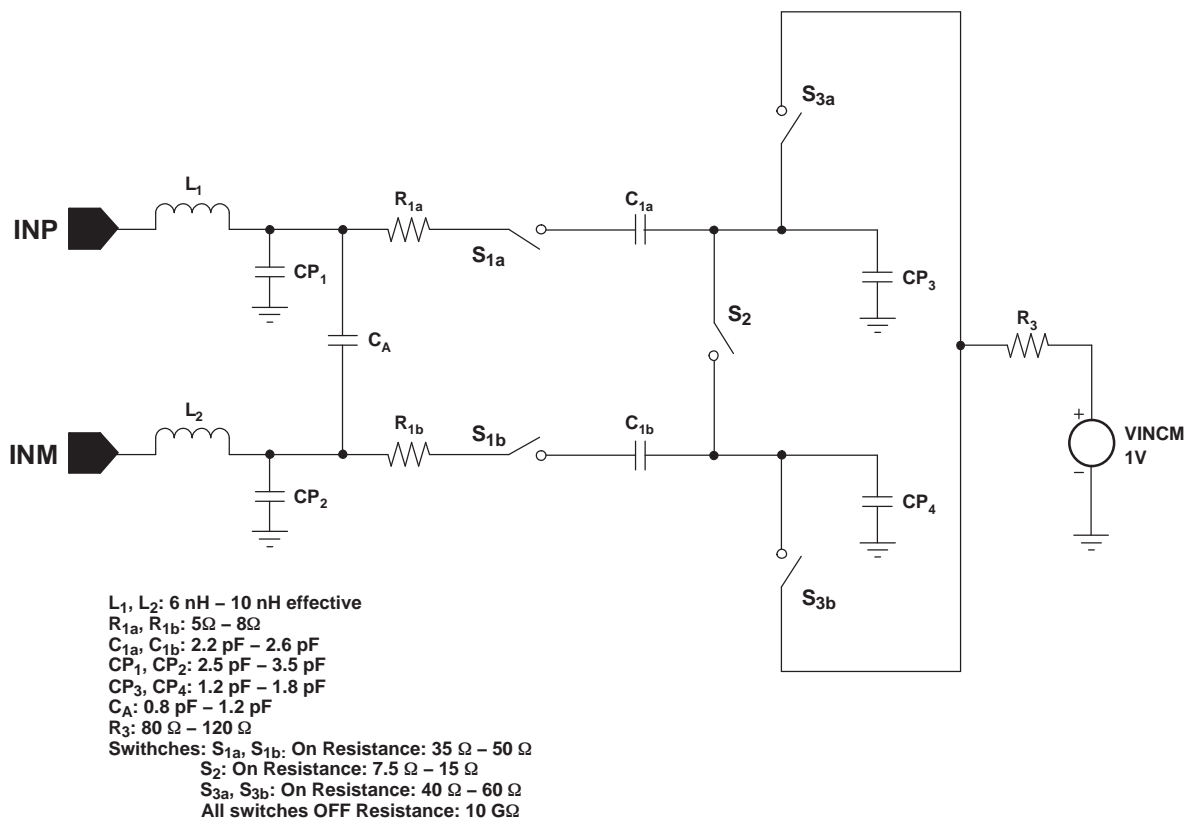 S3a
L1
R1a
C1a
INP
S1a
CP1
CP3
S2
R3
CA
L2
R1b
S1b
C1b
+
VINCM
1V
−
INM
CP2
CP4
S3b
L1, L2: 6 nH – 10 nH effective
R1a, R1b: 5Ω – 8Ω
C1a, C1b: 2.2 pF – 2.6 pF
CP1, CP2: 2.5 pF – 3.5 pF
CP3, CP4: 1.2 pF – 1.8 pF
CA: 0.8 pF – 1.2 pF
R3: 80 Ω – 120 Ω
Swithches: S1a, S1b: On Resistance: 35 Ω – 50 Ω
S2: On Resistance: 7.5 Ω – 15 Ω
S3a, S3b: On Resistance: 40 Ω – 60 Ω
All switches OFF Resistance: 10 GΩ